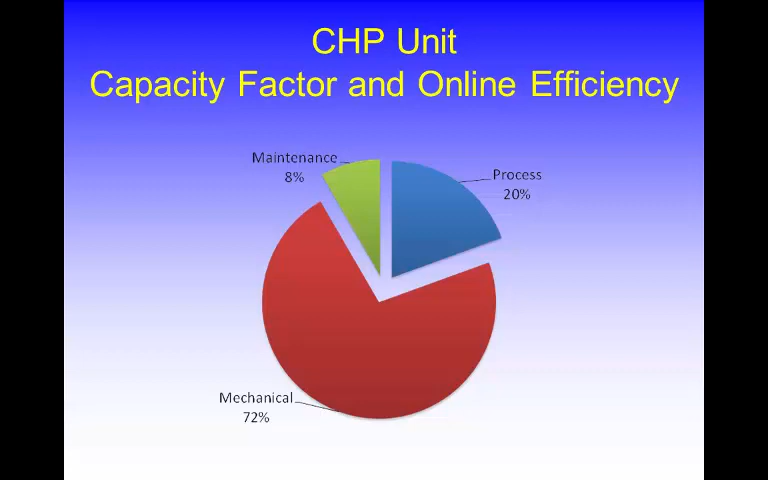 CHP Unit
Capacity Factor and Online Efficiency
Maintenance
8%
Process
20%
Mechanical
72%